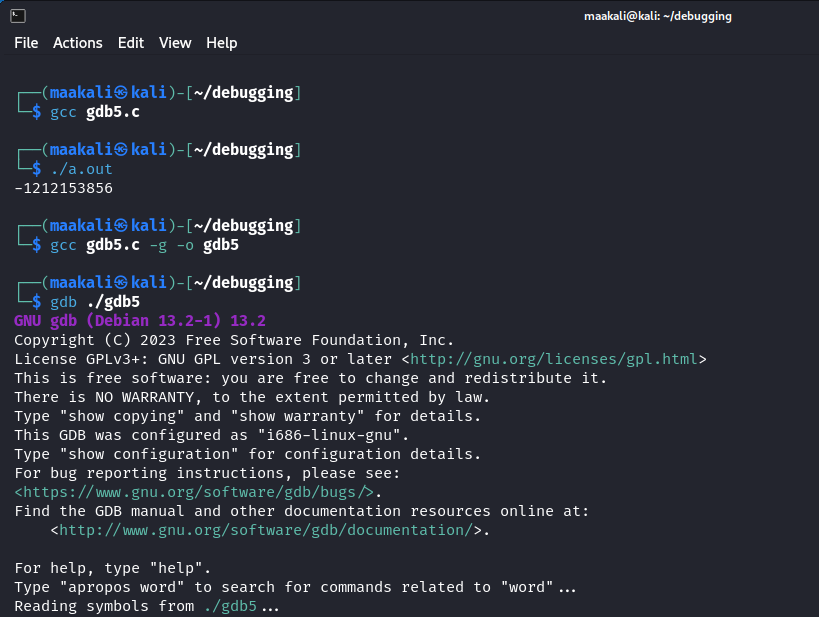 maakali@kali: ~/debugging
File Actions Edit View Help
┌──(maakali㉿kali)-[~/debugging]
└─$ gcc gdb5.c
┌──(maakali㉿kali)-[~/debugging]
└─$ ./a.out
-1212153856
┌──(maakali㉿kali)-[~/debugging]
└─$ gcc gdb5.c -g -o gdb5
┌──(maakali㉿kali)-[~/debugging]
└─$ gdb ./gdb5
GNU gdb (Debian 13.2-1) 13.2
Copyright (C) 2023 Free Software Foundation, Inc.
License GPLv3+: GNU GPL version 3 or later <http://gnu.org/licenses/gpl.html>
This is free software: you are free to change and redistribute it.
There is NO WARRANTY, to the extent permitted by law.
Type "show copying" and "show warranty" for details.
This GDB was configured as "i686-linux-gnu".
Type "show configuration" for configuration details.
For bug reporting instructions, please see:
<https://www.gnu.org/software/gdb/bugs/>.
Find the GDB manual and other documentation resources online at:
    <http://www.gnu.org/software/gdb/documentation/>.
For help, type "help".
Type "apropos word" to search for commands related to "word"...
Reading symbols from ./gdb5...